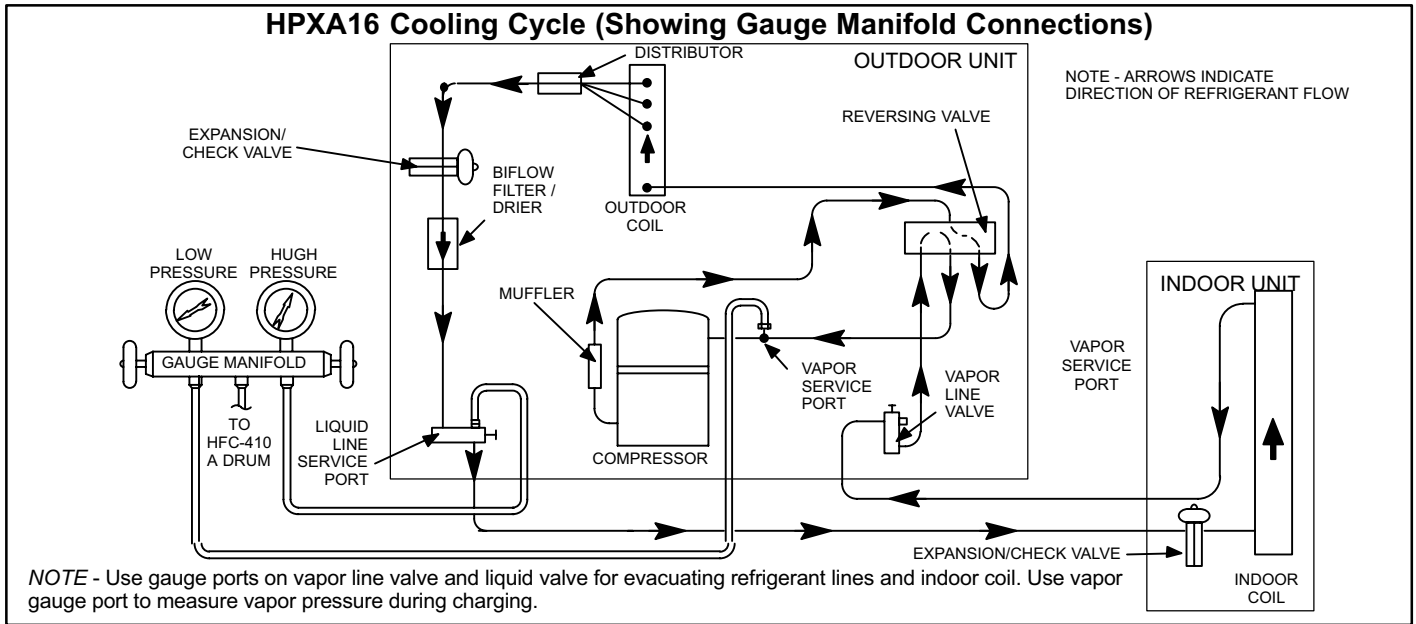 HPXA16 Cooling Cycle (Showing Gauge Manifold Connections)
DISTRIBUTOR
OUTDOOR UNIT
NOTE - ARROWS INDICATE
DIRECTION OF REFRIGERANT FLOW
REVERSING VALVE
EXPANSION/
CHECK VALVE
BIFLOW
FILTER /
DRIER
OUTDOOR
COIL
LOW
PRESSURE
HUGH
PRESSURE
MUFFLER
INDOOR UNIT
GAUGE MANIFOLD
VAPOR
SERVICE
PORT
VAPOR
LINE
VALVE
VAPOR
SERVICE
PORT
TO
HFC-410
A DRUM
LIQUID
LINE
SERVICE
PORT
COMPRESSOR
EXPANSION/CHECK VALVE
INDOOR
COIL
NOTE - Use gauge ports on vapor line valve and liquid valve for evacuating refrigerant lines and indoor coil. Use vapor
gauge port to measure vapor pressure during charging.